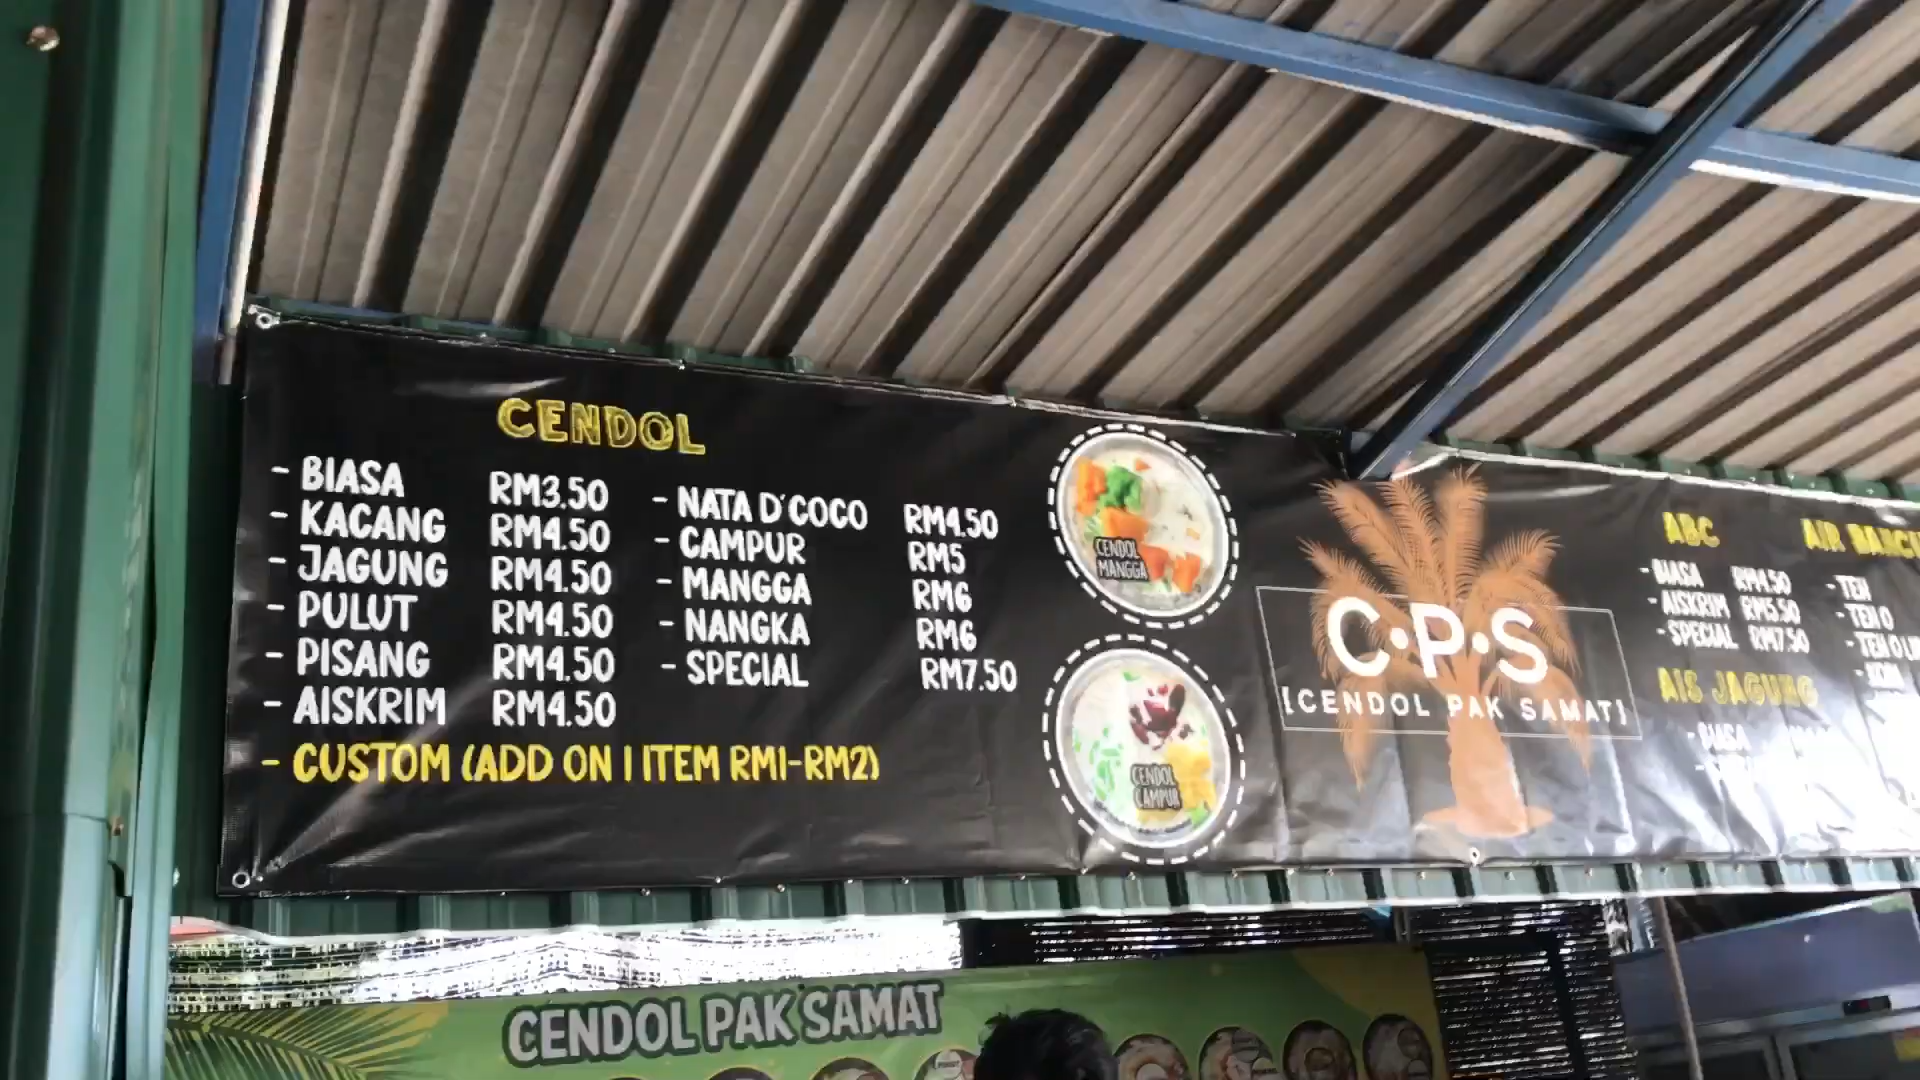 CENDOL
- BIASA RM3.50
- KACANG RM4.50
- JAGUNG RM4.50
- PULUT RM4.50
- PISANG RM4.50
- AISKRIM RM4.50
- NATA D'COCO RM4.50
- CAMPUR RM5
- MANGGA RM6
- NANGKA RM6
- SPECIAL RM7.50
- CUSTOM (ADD ON 1 ITEM RM1-RM2)
CENDOL
MANGGA
CENDOL
CAMPUR
C•P•S
[CENDOL PAK SAMAT]
ABC
- BIASA RM4.50
- AISKRIM RM5.50
- SPECIAL RM7.50
AIS JAGUNG
- BIASA
AIR
- TEH
- TEH O
- TEH O
CENDOL PAK SAMAT